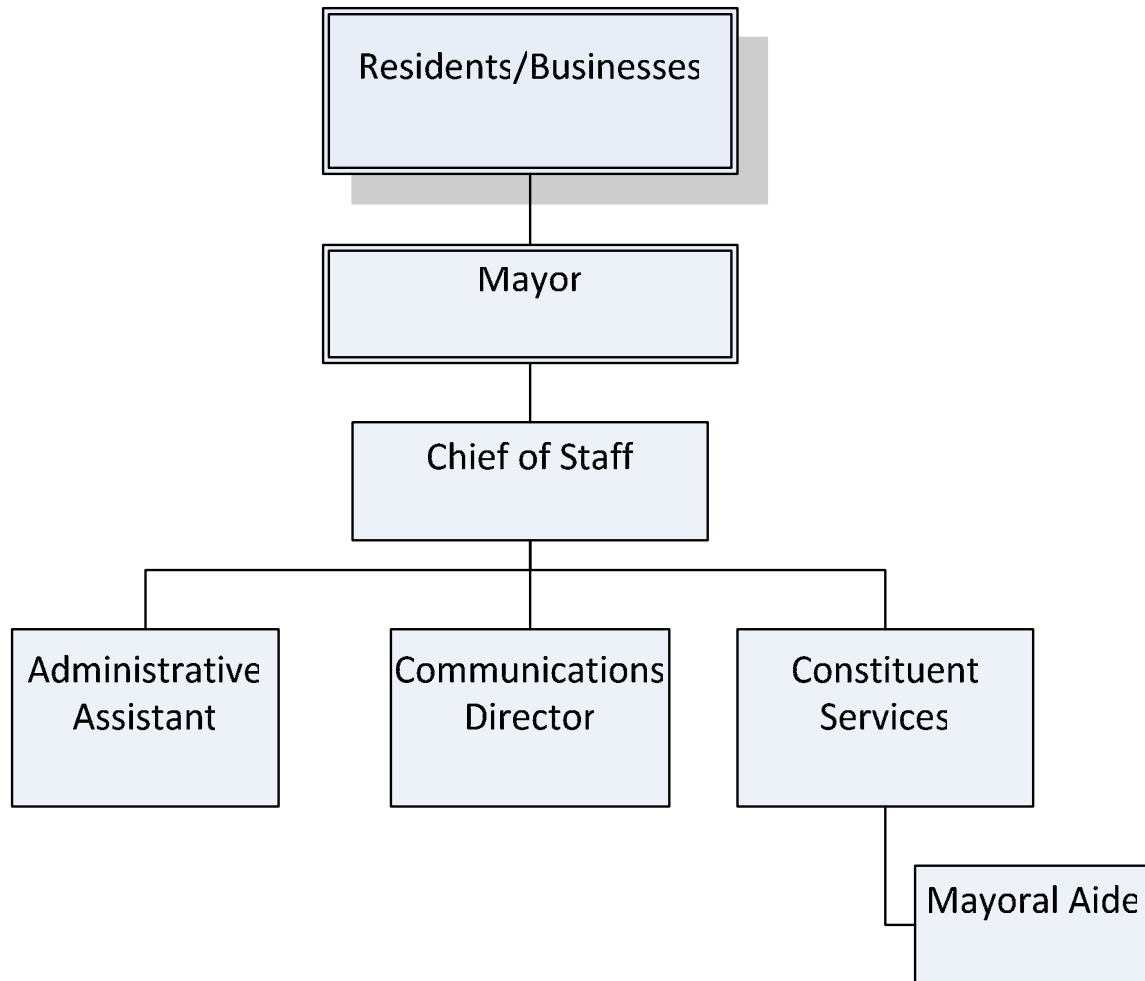 Residents/Businesses
Mayor
Chief of Staff
Administrative
Assistant
Communications
Director
Constituent
Services
Mayoral Aide